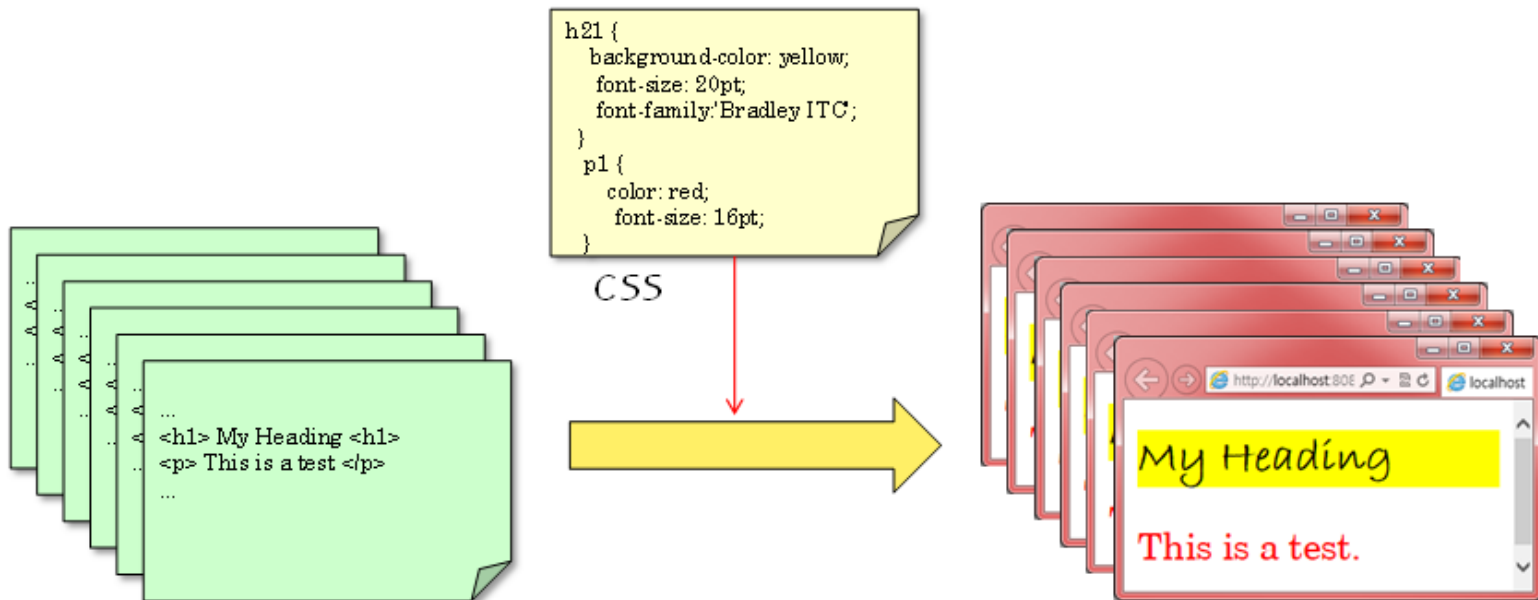 h21 {
background-color: yellow;
font-size: 20pt;
font-family:'Bradley ITC';
}
p1 {
color: red;
font-size: 16pt;
}
CSS
...
<h1> My Heading <h1>
<p> This is a test </p>
...
http://localhost:808
localhost
My Heading
This is a test.